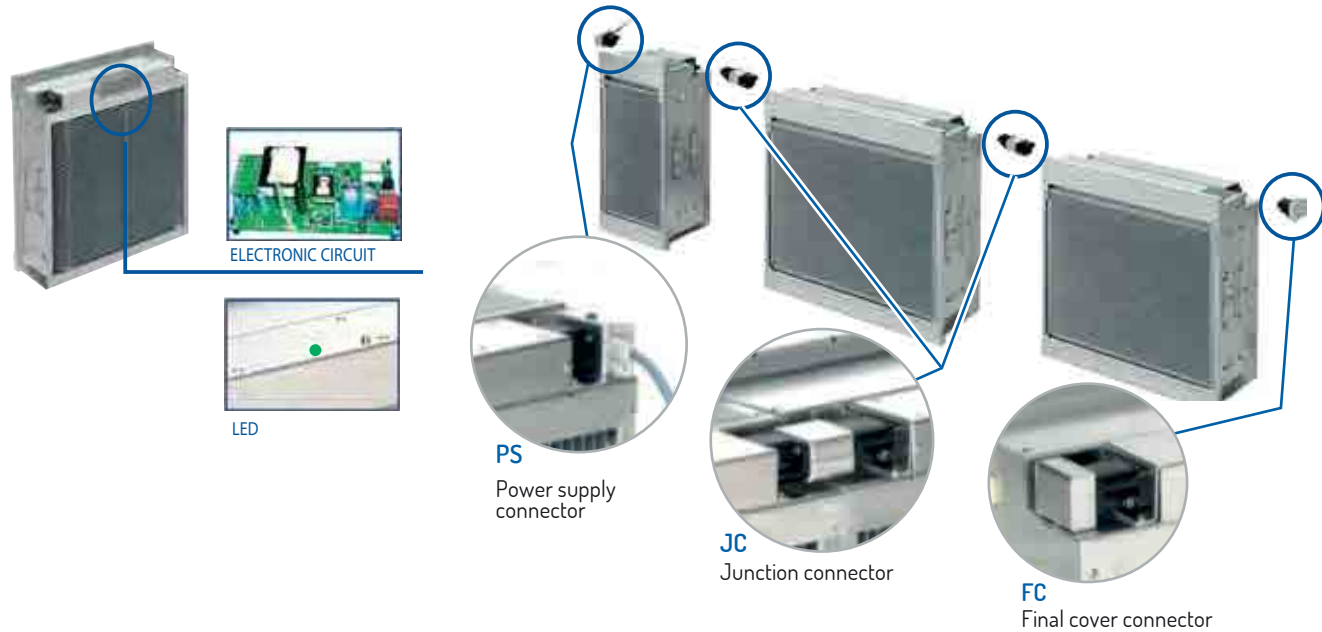 ELECTRONIC CIRCUIT
LED
PS
Power supply
connector
JC
Junction connector
FC
Final cover connector